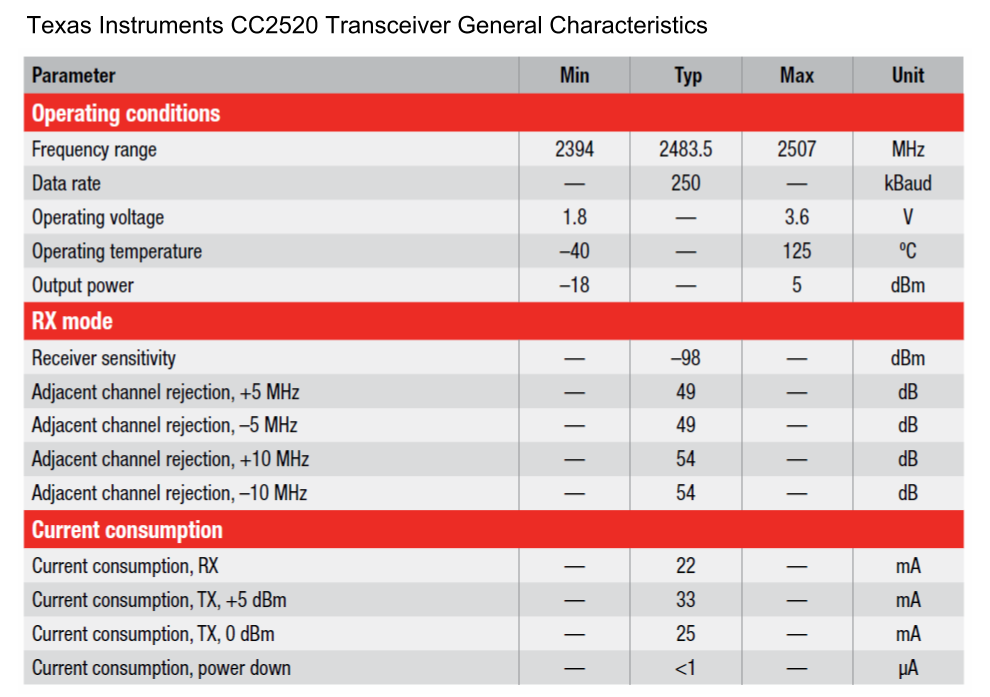 Texas Instruments CC2520 Transceiver General Characteristics
Parameter Min Typ Max Unit
Operating conditions
Frequency range 2394 2483.5 2507 MHz
Data rate — 250 — kBaud
Operating voltage 1.8 — 3.6 V
Operating temperature –40 — 125 ºC
Output power –18 — 5 dBm
RX mode
Receiver sensitivity — –98 — dBm
Adjacent channel rejection, +5 MHz — 49 — dB
Adjacent channel rejection, –5 MHz — 49 — dB
Adjacent channel rejection, +10 MHz — 54 — dB
Adjacent channel rejection, –10 MHz — 54 — dB
Current consumption
Current consumption, RX — 22 — mA
Current consumption, TX, +5 dBm — 33 — mA
Current consumption, TX, 0 dBm — 25 — mA
Current consumption, power down — <1 — µA